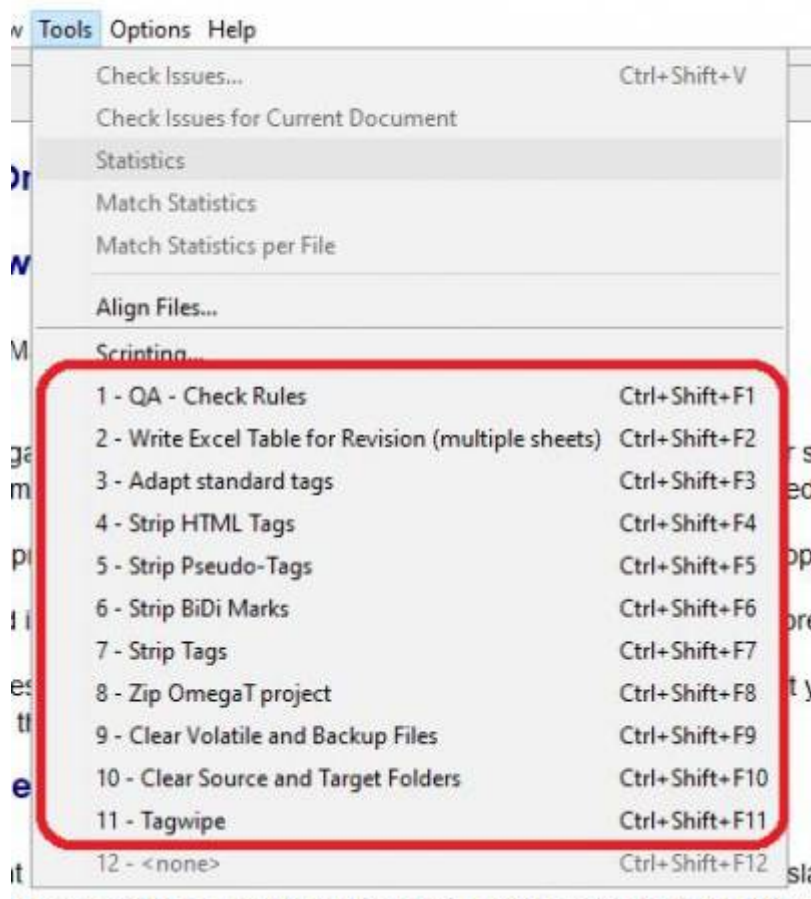 w Tools Options Help
Check Issues... Ctrl+Shift+V
Check Issues for Current Document
Statistics
Match Statistics
Match Statistics per File
Align Files...
Scripting...
1 - QA - Check Rules Ctrl+Shift+F1
2 - Write Excel Table for Revision (multiple sheets) Ctrl+Shift+F2
3 - Adapt standard tags Ctrl+Shift+F3
4 - Strip HTML Tags Ctrl+Shift+F4
5 - Strip Pseudo-Tags Ctrl+Shift+F5
6 - Strip BiDi Marks Ctrl+Shift+F6
7 - Strip Tags Ctrl+Shift+F7
8 - Zip OmegaT project Ctrl+Shift+F8
9 - Clear Volatile and Backup Files Ctrl+Shift+F9
10 - Clear Source and Target Folders Ctrl+Shift+F10
11 - Tagwipe Ctrl+Shift+F11
12 - <none> Ctrl+Shift+F12